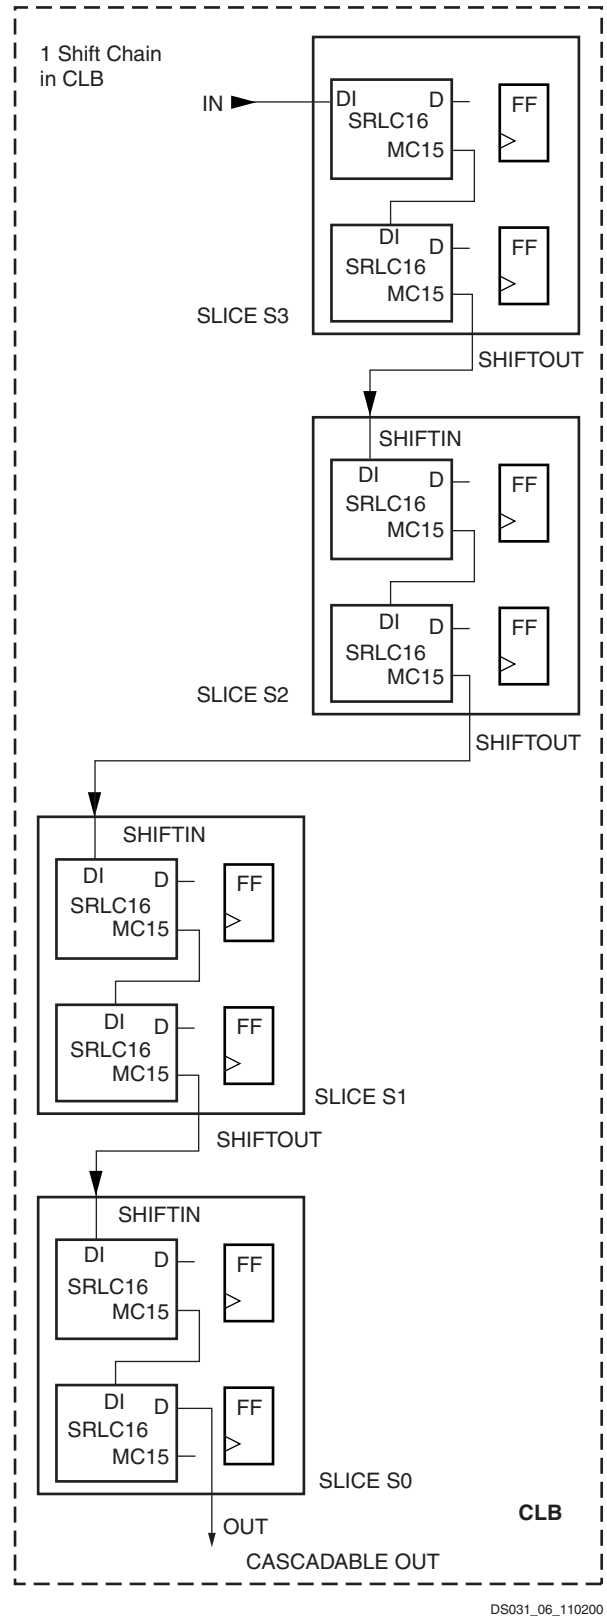 1 Shift Chain
in CLB
IN
DI
D
SRLC16
MC15
FF
DI
D
SRLC16
MC15
FF
SLICE S3
SHIFTOUT
SHIFTIN
DI
D
SRLC16
MC15
FF
DI
D
SRLC16
MC15
FF
SLICE S2
SHIFTOUT
SHIFTIN
DI
D
SRLC16
MC15
FF
DI
D
SRLC16
MC15
FF
SLICE S1
SHIFTOUT
SHIFTIN
DI
D
SRLC16
MC15
FF
DI
D
SRLC16
MC15
FF
SLICE S0
OUT
CLB
CASCADABLE OUT
DS031_06_110200